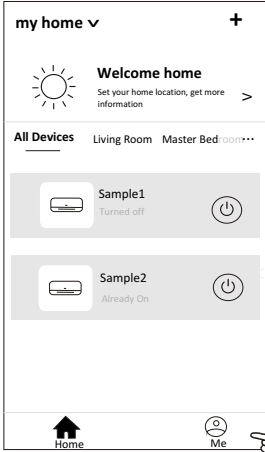 my home
+
Welcome home
Set your home location, get more
information
>
All Devices Living Room Master Bedroom...
Sample1
Turned off
Sample2
Already On
Home
Me